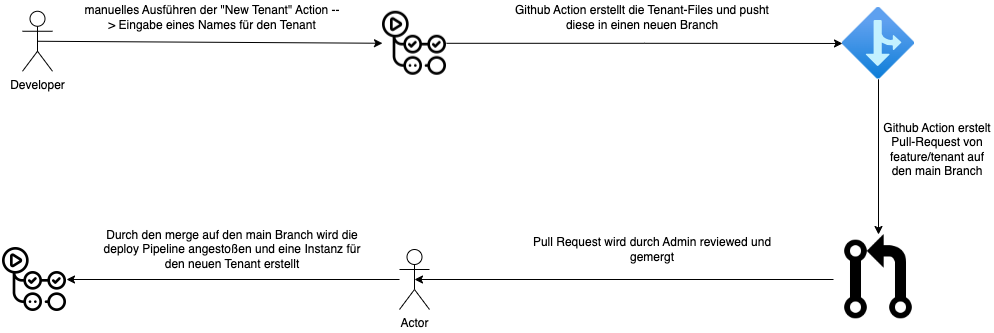 manuelles Ausführen der "New Tenant" Action --
> Eingabe eines Names für den Tenant
Developer
Github Action erstellt die Tenant-Files und pusht
diese in einen neuen Branch
Github Action erstelt
Pull-Request von
feature/tenant auf
den main Branch
Pull Request wird durch Admin reviewed und
gemergt
Actor
Durch den merge auf den main Branch wird die
deploy Pipeline angestoßen und eine Instanz für
den neuen Tenant erstellt